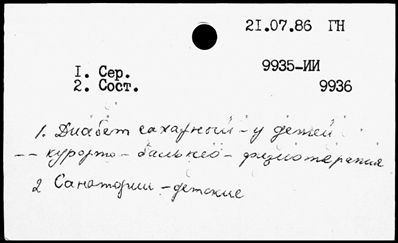 21.07.86 ГН
9935-ИИ
1. Сер.
2. Сост. 9936
1. Диабет сахарный - у детей
-- курорто - бальнео - физиотерапия
2 Санатории - детские